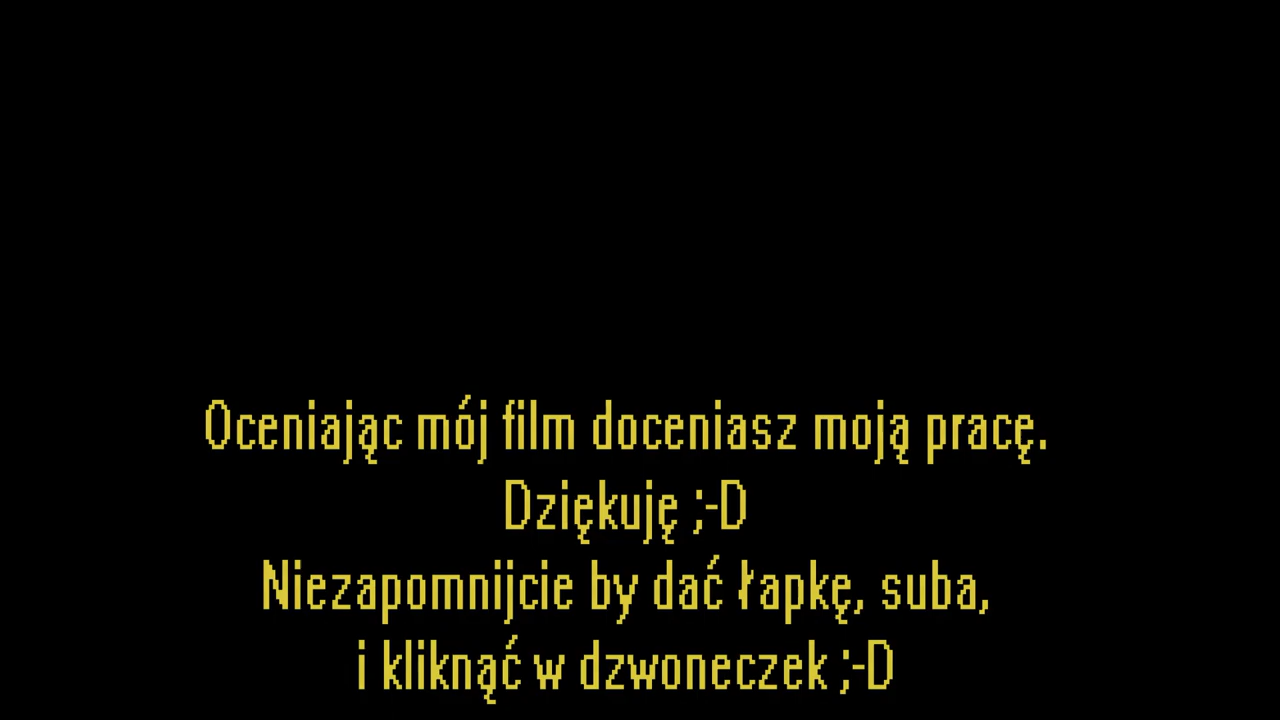 Oceniając mój film doceniasz moją pracę.
Dziękuję ;-D
Niezapomnijcie by dać łapkę, suba,
i kliknąć w dzwoneczek ;-D